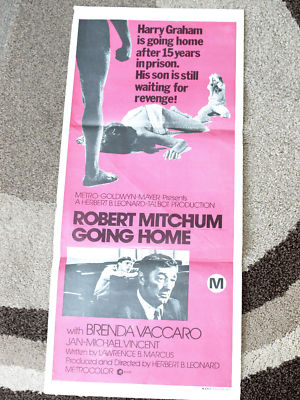 Harry Graham
is going home
after 15 years
in prison.
His son is still
waiting for
revenge!
METRO-GOLDWYN-MAYER Presents
A HERBERT B. LEONARD-TALBOT PRODUCTION
ROBERT MITCHUM
GOING HOME
M
with BRENDA VACCARO
JAN-MICHAEL VINCENT
Written by LAWRENCE B. MARCUS
Produced and Directed by HERBERT B. LEONARD
METROCOLOR